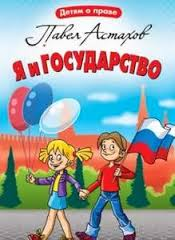 Детям о праве
Павел Астахов
Я и ГОСУДАРСТВО